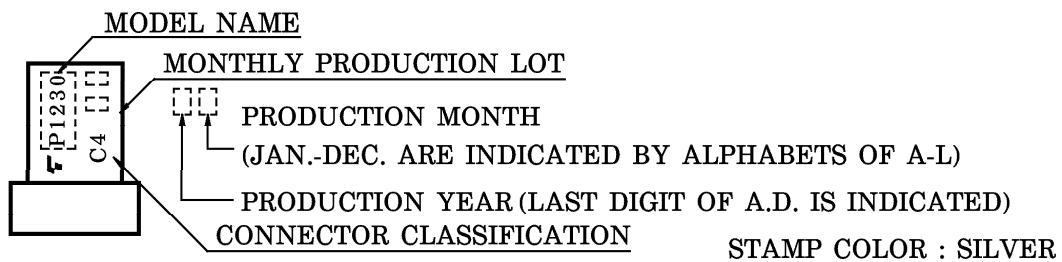 MODEL NAME
MONTHLY PRODUCTION LOT
P1230
C4
PRODUCTION MONTH
(JAN.-DEC. ARE INDICATED BY ALPHABETS OF A-L)
PRODUCTION YEAR(LAST DIGIT OF A.D. IS INDICATED)
CONNECTOR CLASSIFICATION
STAMP COLOR : SILVER